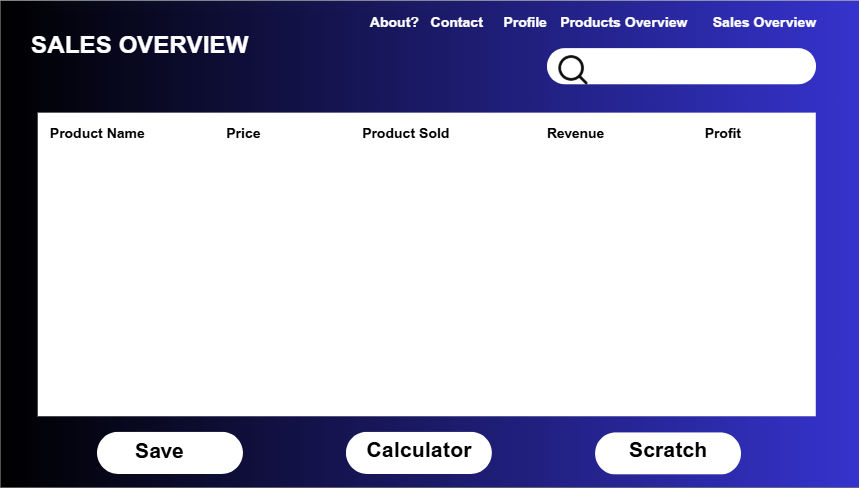 About? Contact Profile Products Overview Sales Overview
SALES OVERVIEW
Product Name Price Product Sold Revenue Profit
Save Calculator Scratch